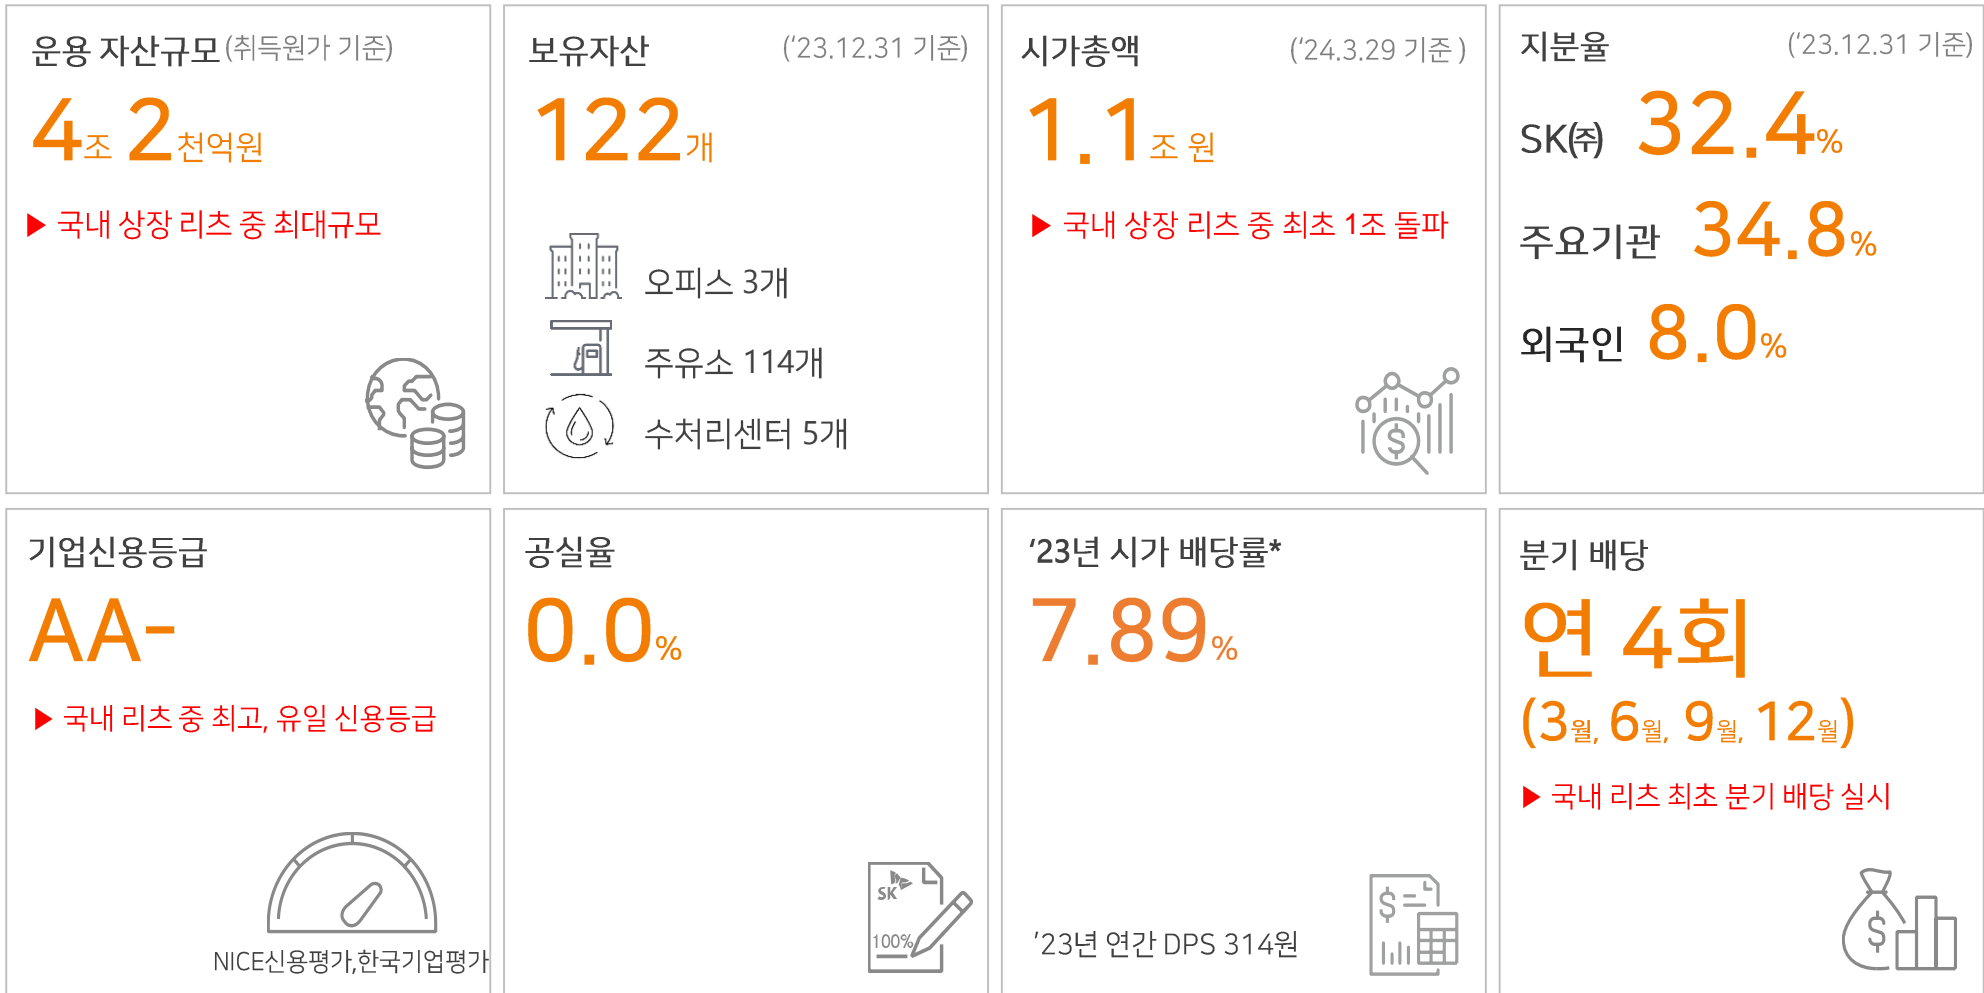 운용 자산규모 (취득원가 기준)
4조 2천억원
▶ 국내 상장 리츠 중 최대규모
보유자산 (‘23.12.31 기준)
122개
오피스 3개
주유소 114개
수처리센터 5개
시가총액 (‘24.3.29 기준 )
1.1조 원
▶ 국내 상장 리츠 중 최초 1조 돌파
지분율 (‘23.12.31 기준)
SK㈜ 32.4%
주요기관 34.8%
외국인 8.0%
기업신용등급
AA-
▶ 국내 리츠 중 최고, 유일 신용등급
NICE신용평가,한국기업평가
공실율
0.0%
SK
100%
‘23년 시가 배당률*
7.89%
’23년 연간 DPS 314원
분기 배당
연 4회
(3월, 6월, 9월, 12월)
▶ 국내 리츠 최초 분기 배당 실시